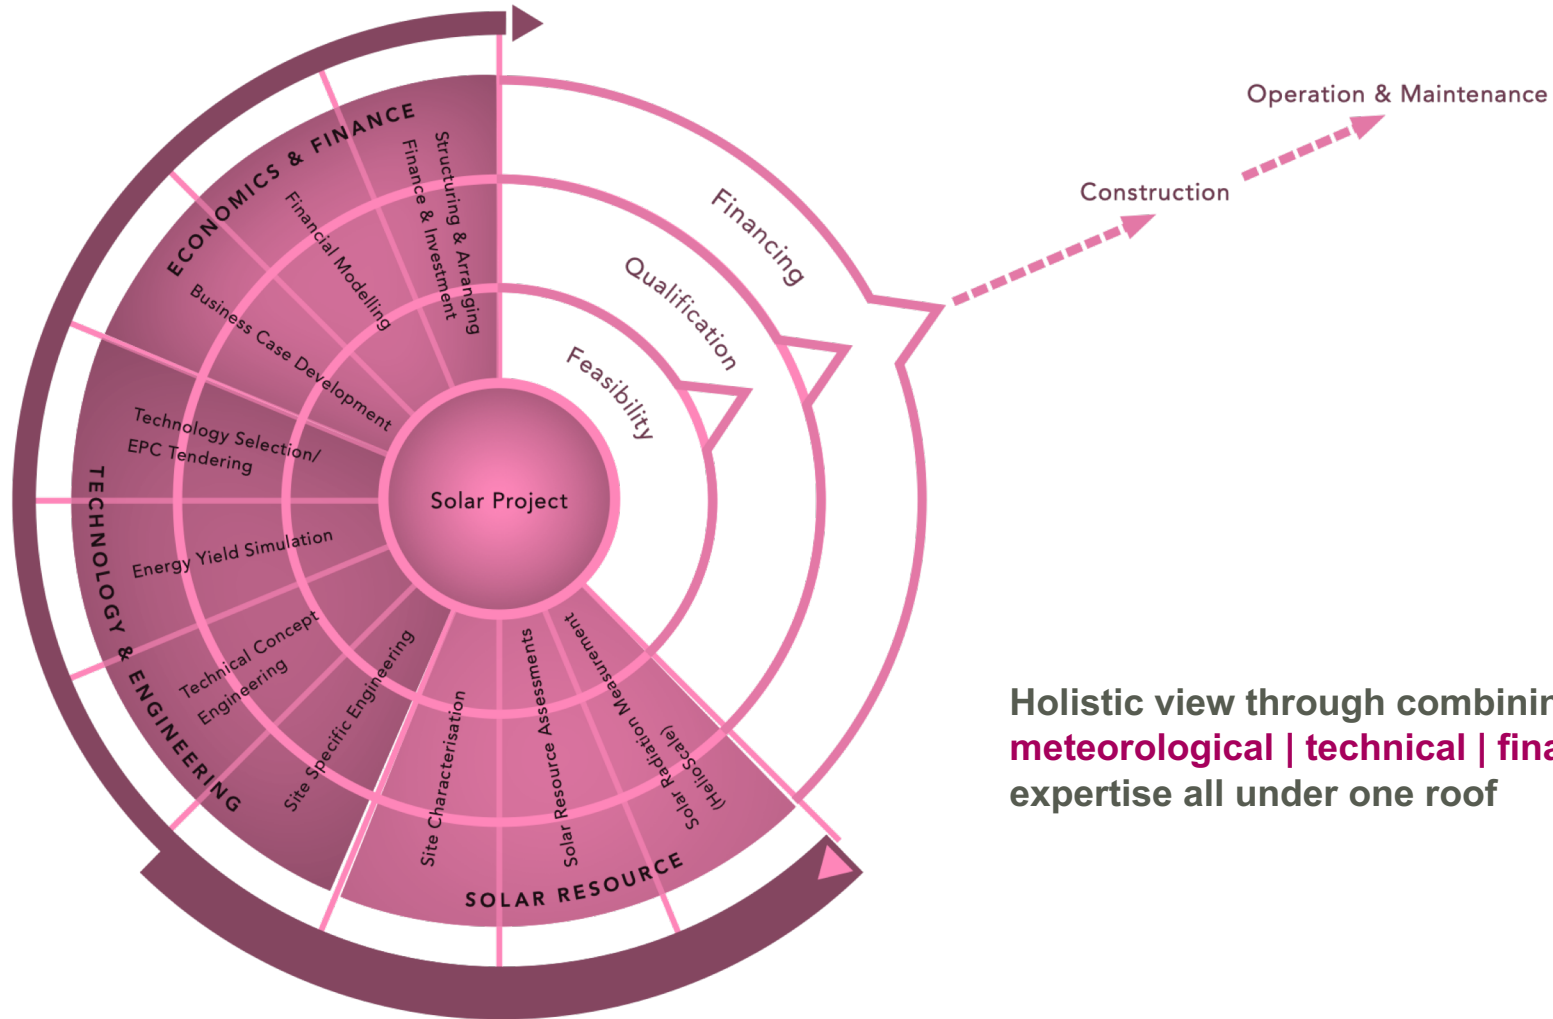 Operation & Maintenance
Construction
Financing
Qualification
Feasibility
Solar Project
ECONOMICS & FINANCE
Structuring & Arranging
Finance & Investment
Financial Modelling
Business Case Development
TECHNOLOGY & ENGINEERING
Technology Selection/
EPC Tendering
Energy Yield Simulation
Technical Concept
Engineering
Site Specific Engineering
SOLAR RESOURCE
Site Characterisation
Solar Resource Assessments
Solar Radiation Measurement
(HelioScale)
Holistic view through
meteorological | technical |
expertise all under one roof